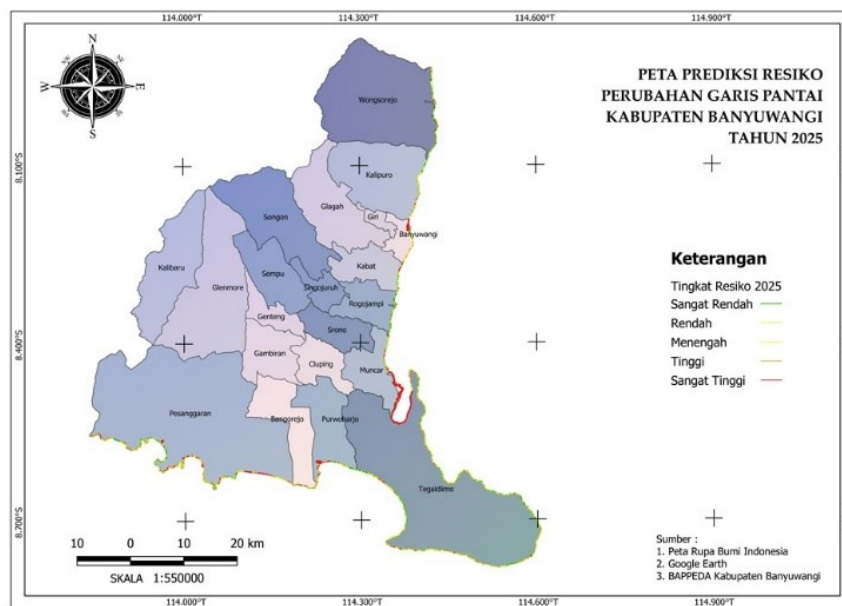 114.000°T 114.300°T 114.600°T 114.900°T
N
W E
S
PETA PREDIKSI RESIKO
PERUBAHAN GARIS PANTAI
KABUPATEN BANYUWANGI
TAHUN 2025
8.100°S
8.400°S
8.700°S
Wongsorejo
Kalipuro
Glagah
Giri
Banyuwangi
Songon
Kabat
Kalibaru
Glenmore
Sempu
Singojuruh
Rogojampi
Genteng
Srono
Gambiran
Cluping
Muncar
Pesanggaran
Bangorejo
Purwoharjo
Tegaldlimo
Keterangan
Tingkat Resiko 2025
Sangat Rendah
Rendah
Menengah
Tinggi
Sangat Tinggi
10 0 10 20 km
SKALA 1:550000
Sumber :
1. Peta Rupa Bumi Indonesia
2. Google Earth
3. BAPPEDA Kabupaten Banyuwangi
114.000°T 114.300°T 114.600°T 114.900°T